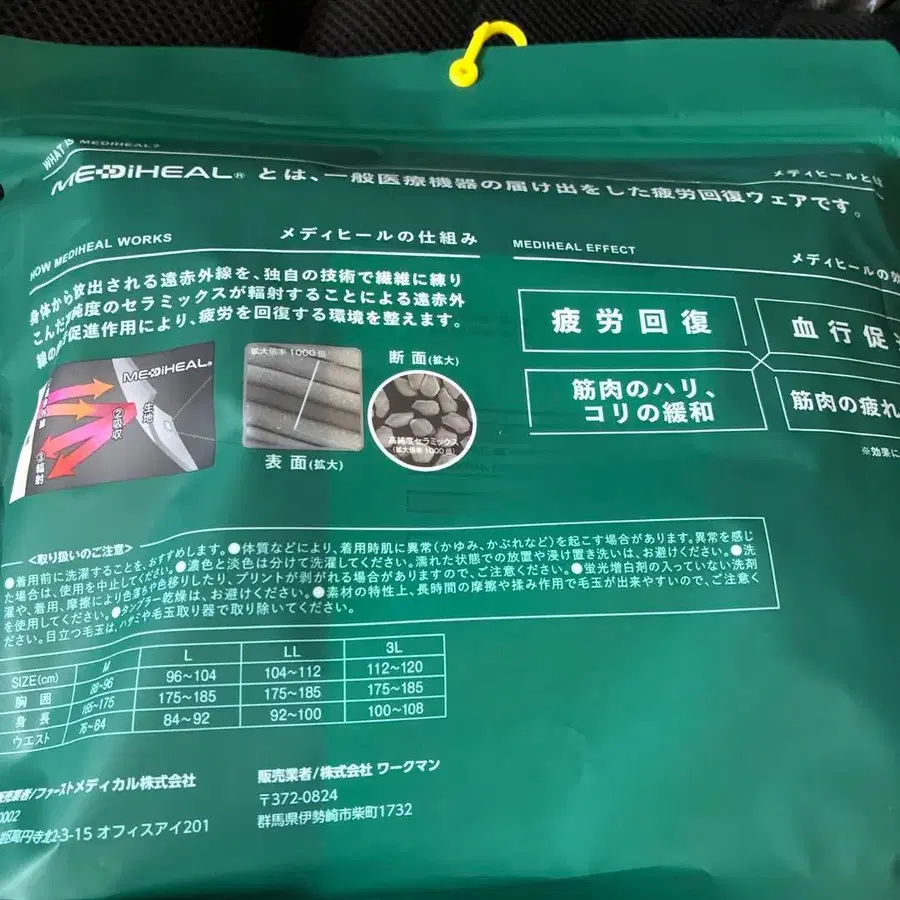 WHAT IS MEDIHEAL?
メディヒールとは
MEDiHEAL® とは、一般医療機器の届け出をした疲労回復ウェアです。
HOW MEDIHEAL WORKS
メディヒールの仕組み
身体から放出される遠赤外線を、独自の技術で繊維に練り
こんだ高純度のセラミックスが輻射することによる遠赤外
線の血行促進作用により、疲労を回復する環境を整えます。
MEDiHEAL®
生地
②吸収
③輻射
拡大倍率1000倍
表面(拡大)
断面(拡大)
高純度セラミックス
(拡大倍率1000倍)
MEDIHEAL EFFECT
メディヒールの効
疲労回復
血行促
筋肉のハリ、
コリの緩和
筋肉の疲れ
※効果に
<取り扱いのご注意>
●着用前に洗濯することを、おすすめします。●体質などにより、着用時肌に異常(かゆみ、かぶれなど)を起こす場合があります。異常を感じ
た場合は、使用を中止してください。●濃色と淡色は分けて洗濯してください。濡れた状態での放置や浸け置き洗いは、お避けください。●洗
濯や、着用、摩擦により色落ちや色移りしたり、プリントが剥がれる場合がありますので、ご注意ください。●蛍光増白剤の入っていない洗剤
を使用してください。●タンブラー乾燥は、お避けください。●素材の特性上、長時間の摩擦や揉み作用で毛玉が出来やすいので、ご注意く
ださい。目立つ毛玉は、ハサミや毛玉取り器で取り除いてください。
SIZE(cm) M L LL 3L
胸囲 88~96 96~104 104~112 112~120
身長 165~175 175~185 175~185 175~185
ウエスト 76~84 84~92 92~100 100~108
販売業者/ファーストメディカル株式会社
0002
高円寺北2-3-15 オフィスアイ201
販売業者/株式会社 ワークマン
〒372-0824
群馬県伊勢崎市柴町1732